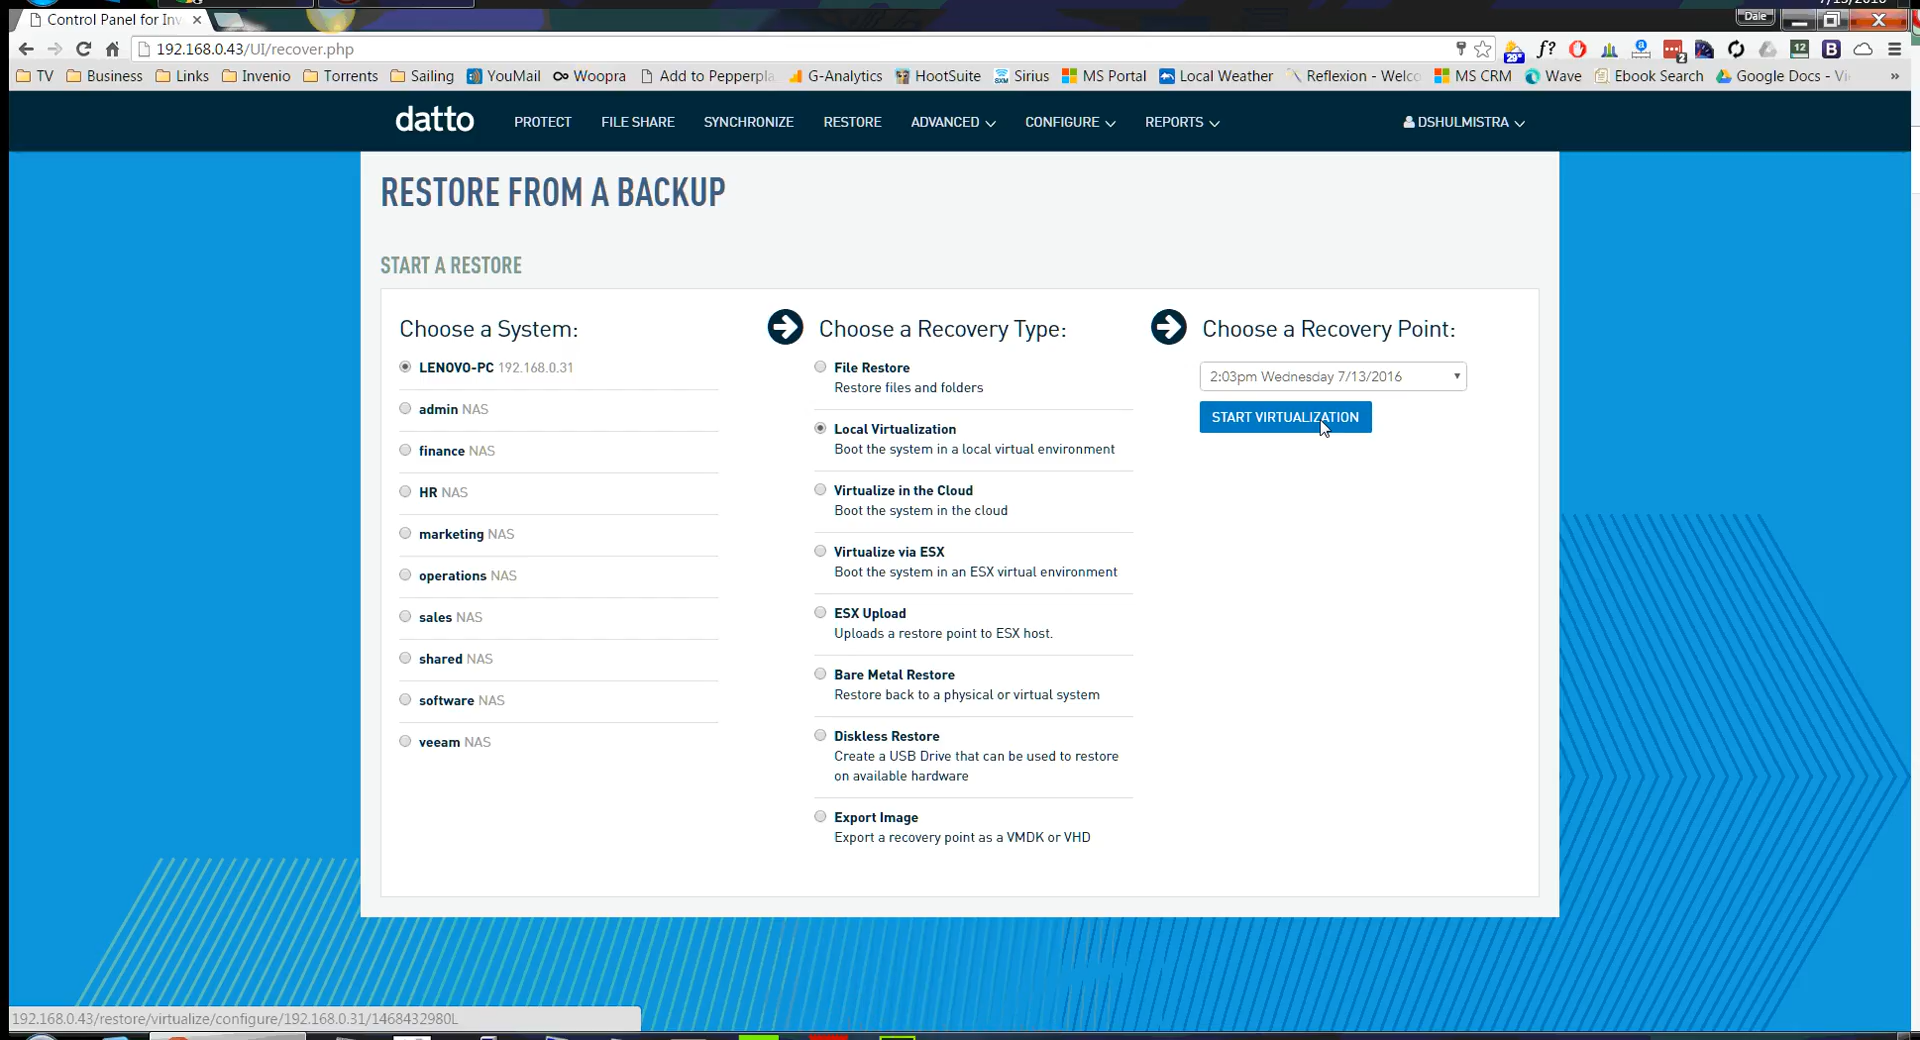 Control Panel for Inv
Dale
192.168.0.43/UI/recover.php
29°
f?
12
B
2
TV
Business
Links
Invenio
Torrents
Sailing
YouMail
Woopra
Add to Pepperpla
G-Analytics
HootSuite
Sirius
MS Portal
Local Weather
Reflexion - Welco
MS CRM
Wave
Ebook Search
Google Docs - Vi
»
datto
PROTECT
FILE SHARE
SYNCHRONIZE
RESTORE
ADVANCED
CONFIGURE
REPORTS
DSHULMISTRA
RESTORE FROM A BACKUP
START A RESTORE
Choose a System:
LENOVO-PC 192.168.0.31
admin NAS
finance NAS
HR NAS
marketing NAS
operations NAS
sales NAS
shared NAS
software NAS
veeam NAS
Choose a Recovery Type:
File Restore
Restore files and folders
Local Virtualization
Boot the system in a local virtual environment
Virtualize in the Cloud
Boot the system in the cloud
Virtualize via ESX
Boot the system in an ESX virtual environment
ESX Upload
Uploads a restore point to ESX host.
Bare Metal Restore
Restore back to a physical or virtual system
Diskless Restore
Create a USB Drive that can be used to restore
on available hardware
Export Image
Export a recovery point as a VMDK or VHD
Choose a Recovery Point:
2:03pm Wednesday 7/13/2016
START VIRTUALIZATION
192.168.0.43/restore/virtualize/configure/192.168.0.31/1468432980L